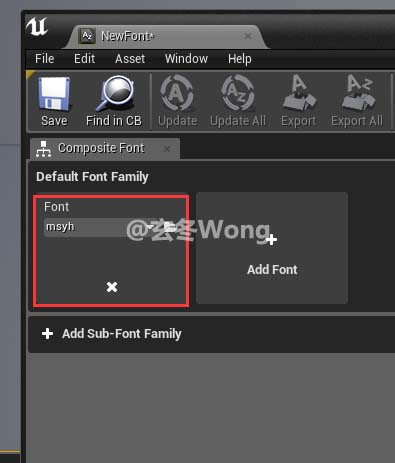 NewFont*
File Edit Asset Window Help
Save Find in CB Update Update All Export Export All
Composite Font
Default Font Family
Font
msyh
@玄冬Wong
Add Font
Add Sub-Font Family